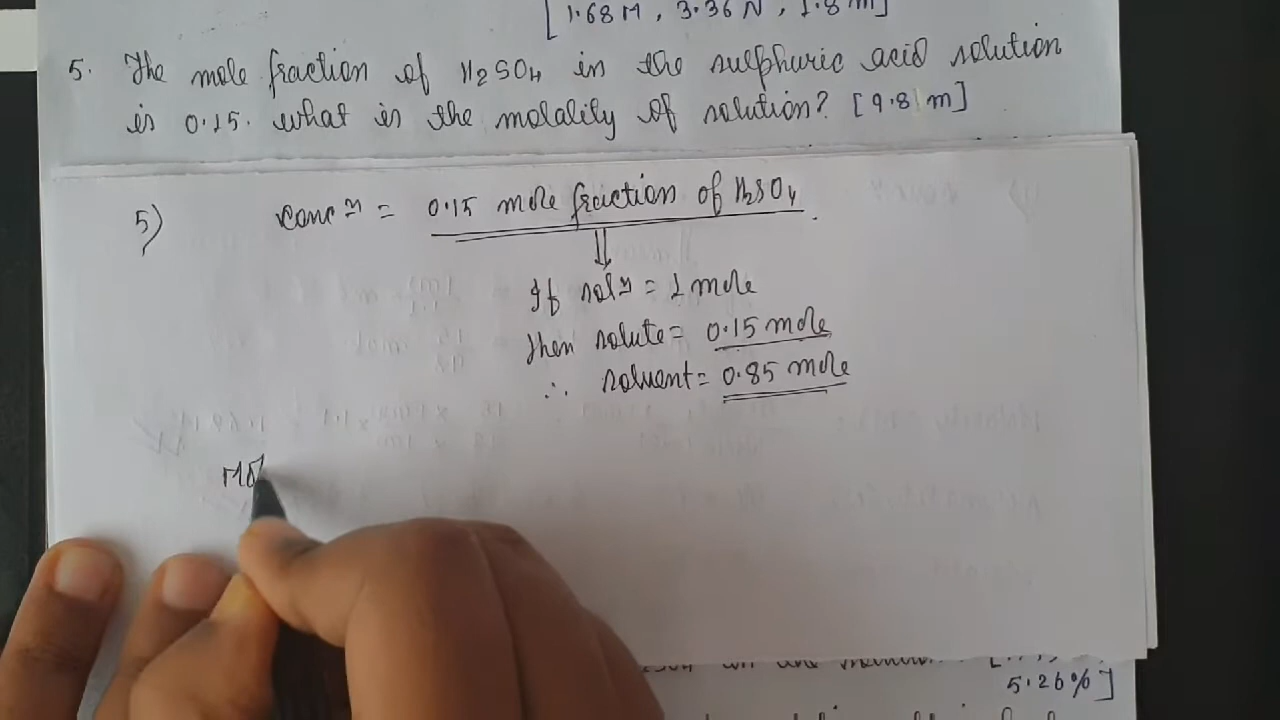 [1.68 M, 3.36 N, 1.8 m]
5. The mole fraction of H2SO4 in the sulphuric acid solution
is 0.15. what is the molality of solution? [9.8 m]
5) concn = 0.15 mole fraction of H2SO4.
⇓
If soln = 1 mole
then solute = 0.15 mole
∴ solvent = 0.85 mole
Mol
5.26%]